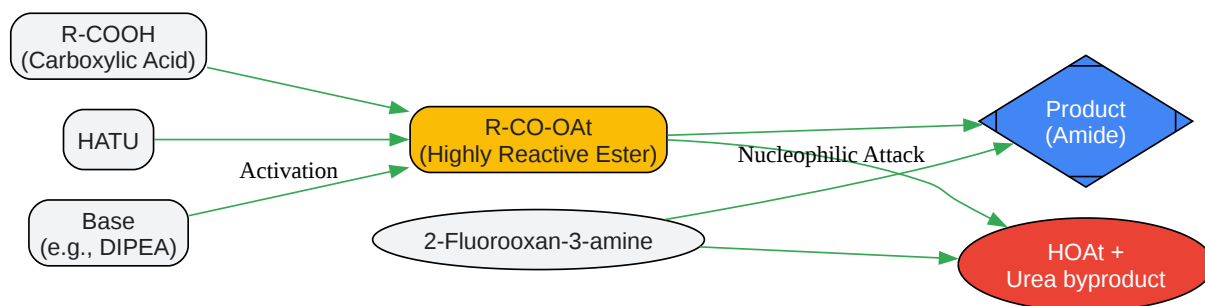 R-COOH
(Carboxylic Acid)
HATU
Base
(e.g., DIPEA)
Activation
R-CO-OAt
(Highly Reactive Ester)
2-Fluorooxan-3-amine
Nucleophilic Attack
Product
(Amide)
HOAt +
Urea byproduct